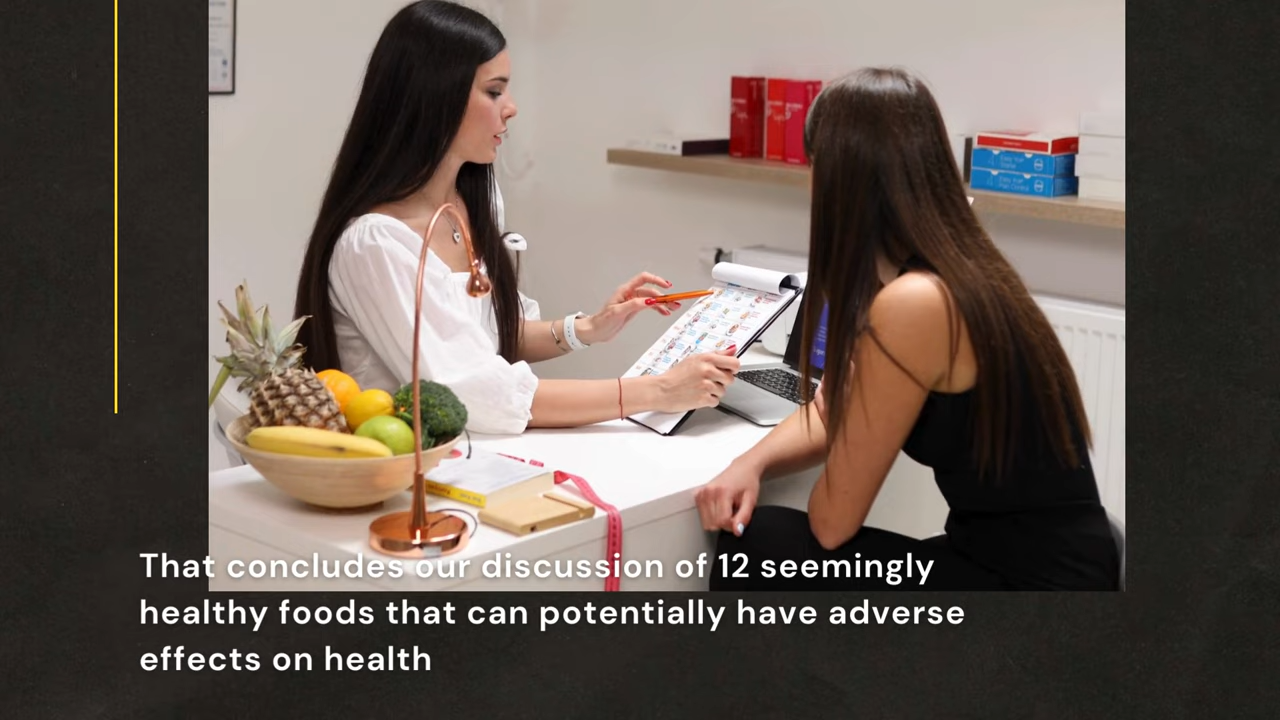 That concludes our discussion of 12 seemingly
healthy foods that can potentially have adverse
effects on health